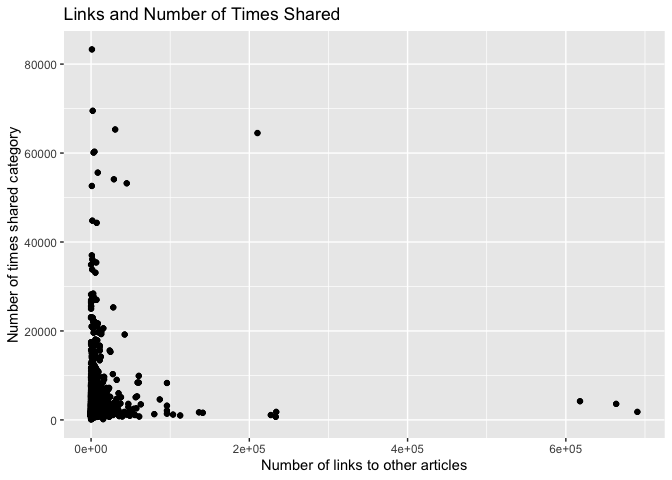 Links and Number of Times Shared
Number of times shared category
80000
60000
40000
20000
0
0e+00
2e+05
4e+05
6e+05
Number of links to other articles